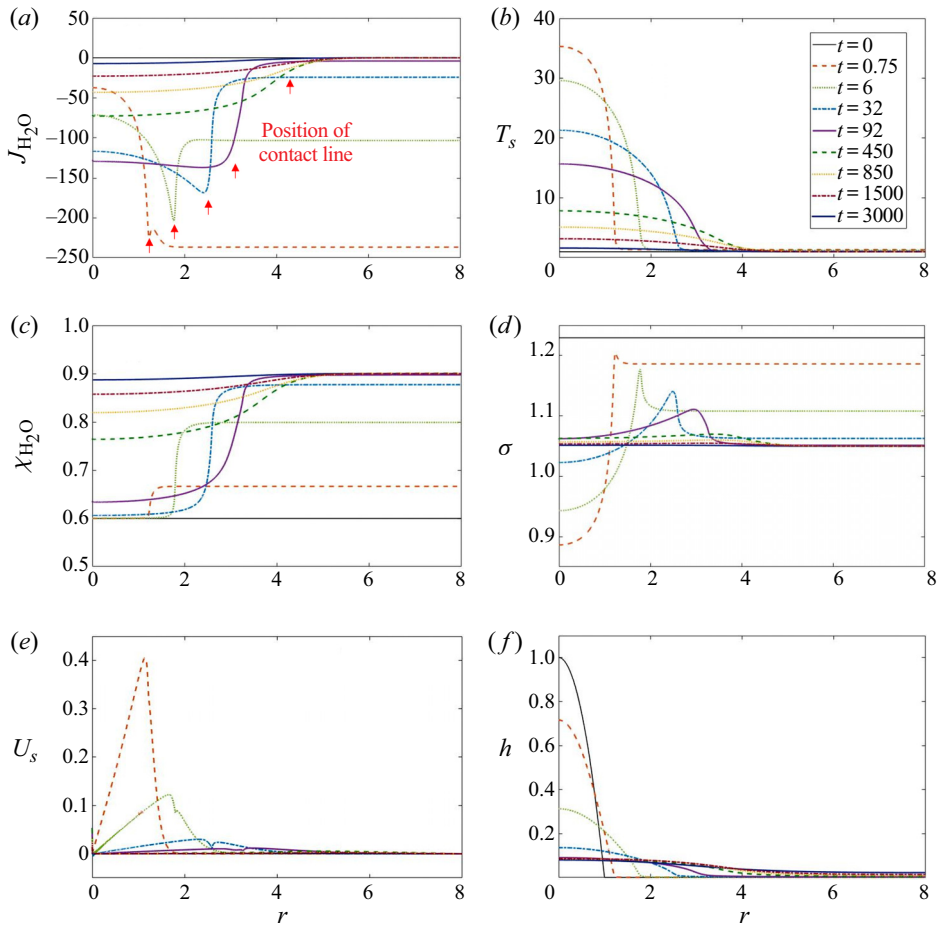 (a)
50
0
−50
−100
−150
−200
−250
J_H₂O
Position of
contact line
0
2
4
6
8
(b)
40
30
20
10
T_s
t = 0
t = 0.75
t = 6
t = 32
t = 92
t = 450
t = 850
t = 1500
t = 3000
0
2
4
6
8
(c)
1.0
0.9
0.8
0.7
0.6
0.5
χ_H₂O
0
2
4
6
8
(d)
1.2
1.1
1.0
0.9
σ
0
2
4
6
8
(e)
0.4
0.3
0.2
0.1
0
U_s
0
2
4
6
8
r
(f)
1.0
0.8
0.6
0.4
0.2
h
0
2
4
6
8
r